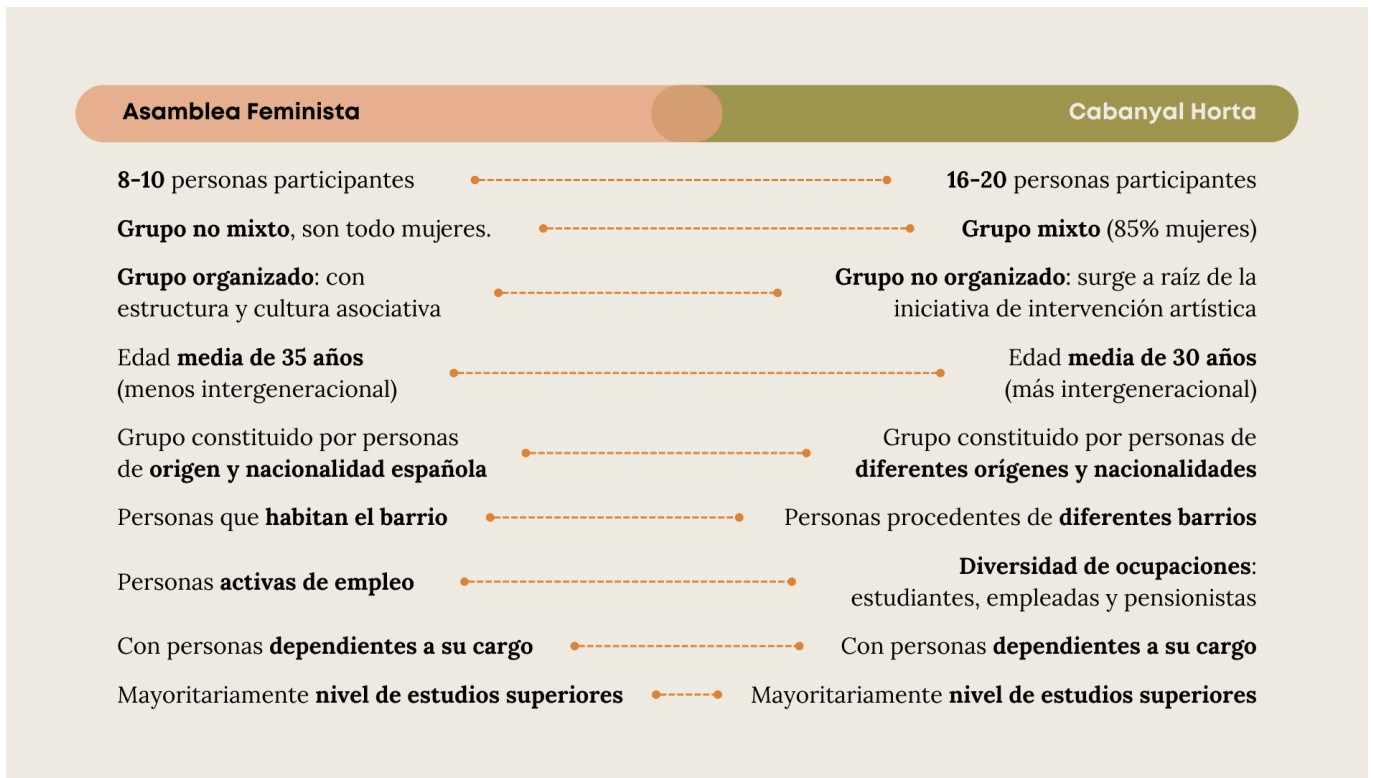 Asamblea Feminista
Cabanyal Horta
8-10 personas participantes
16-20 personas participantes
Grupo no mixto, son todo mujeres.
Grupo mixto (85% mujeres)
Grupo organizado: con
estructura y cultura asociativa
Grupo no organizado: surge a raíz de la
iniciativa de intervención artística
Edad media de 35 años
(menos intergeneracional)
Edad media de 30 años
(más intergeneracional)
Grupo constituido por personas
de origen y nacionalidad española
Grupo constituido por personas de
diferentes orígenes y nacionalidades
Personas que habitan el barrio
Personas procedentes de diferentes barrios
Personas activas de empleo
Diversidad de ocupaciones:
estudiantes, empleadas y pensionistas
Con personas dependientes a su cargo
Con personas dependientes a su cargo
Mayoritariamente nivel de estudios superiores
Mayoritariamente nivel de estudios superiores